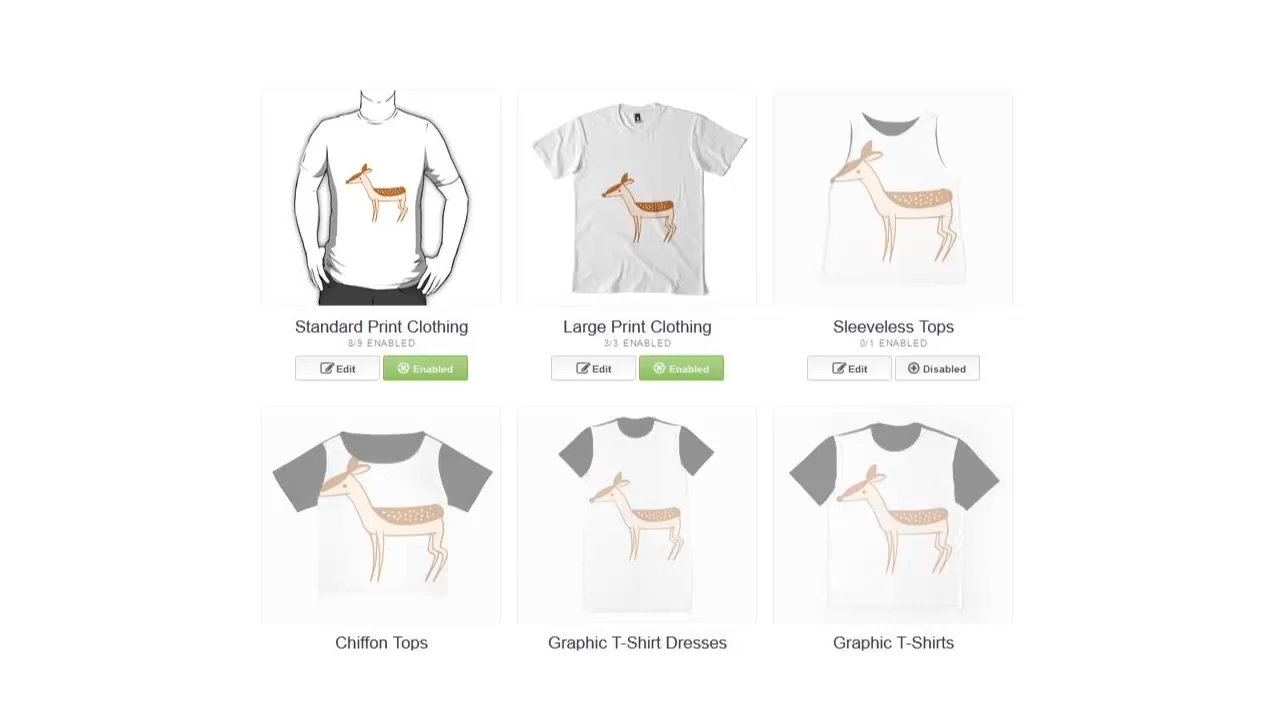 Standard Print Clothing
8/9 ENABLED
Edit
Enabled
Large Print Clothing
3/3 ENABLED
Edit
Enabled
Sleeveless Tops
0/1 ENABLED
Edit
Disabled
Chiffon Tops
Graphic T-Shirt Dresses
Graphic T-Shirts